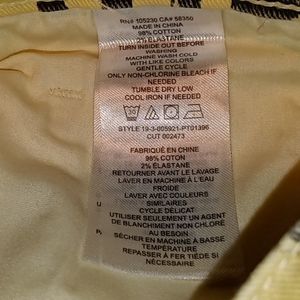 RN# 105230 CA# 58350
MADE IN CHINA
98% COTTON
2% ELASTANE
TURN INSIDE OUT BEFORE
WASHING
MACHINE WASH COLD
WITH LIKE COLORS
GENTLE CYCLE
ONLY NON-CHLORINE BLEACH IF
NEEDED
TUMBLE DRY LOW
COOL IRON IF NEEDED
30
STYLE 19-3-005921-PT01396
CUT 002473
FABRIQUÉ EN CHINE
98% COTON
2% ÉLASTANE
RETOURNER AVANT LE LAVAGE
LAVER EN MACHINE À L'EAU
FROIDE
LAVER AVEC COULEURS
SIMILAIRES
CYCLE DÉLICAT
UTILISER SEULEMENT UN AGENT
DE BLANCHIMENT NON CHLORÉ
AU BESOIN
SÉCHER EN MACHINE À BASSE
TEMPÉRATURE
REPASSER À FER TIÈDE SI
NÉCESSAIRE